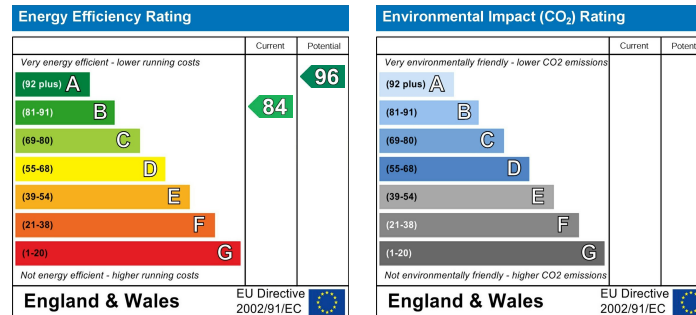 Energy Efficiency Rating
Current Potential
Very energy efficient - lower running costs
(92 plus) A
96
(81-91) B
84
(69-80) C
(55-68) D
(39-54) E
(21-38) F
(1-20) G
Not energy efficient - higher running costs
England & Wales
EU Directive
2002/91/EC
Environmental Impact (CO₂) Rating
Current Potent
Very environmentally friendly - lower CO2 emissions
(92 plus) A
(81-91) B
(69-80) C
(55-68) D
(39-54) E
(21-38) F
(1-20) G
Not environmentally friendly - higher CO2 emissions
England & Wales
EU Directive
2002/91/EC